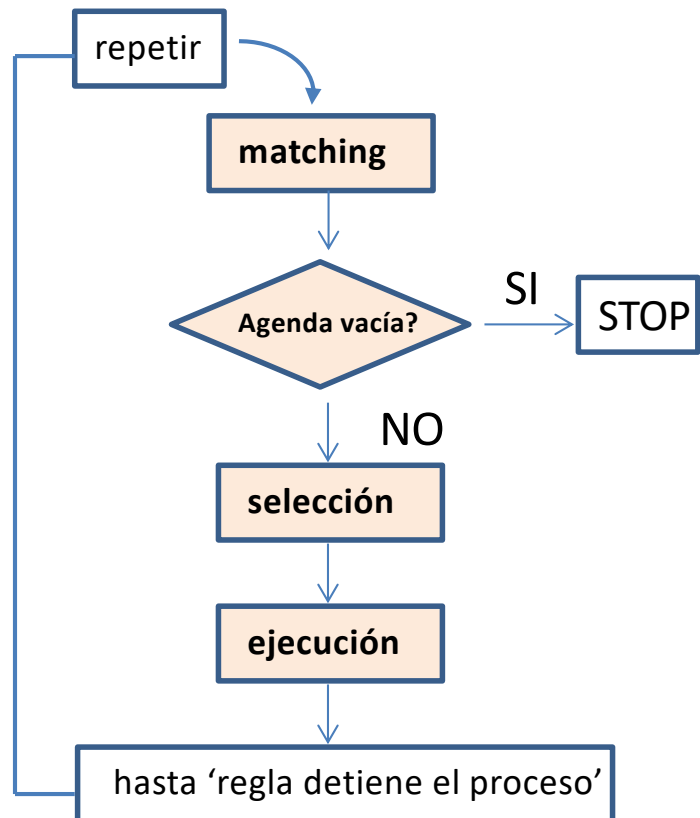 repetir
matching
Agenda vacía?
SI
STOP
NO
selección
ejecución
hasta ‘regla detiene el proceso’